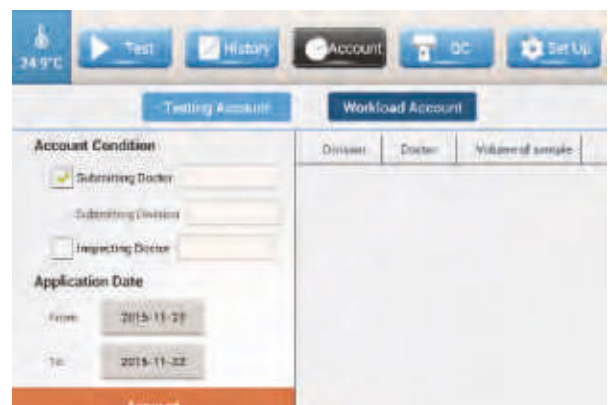 24.9°C Test History Account QC Set Up
Testing Account Workload Account
Account Condition
Division Doctor Volume of sample
Submitting Doctor
Submitting Division
Inspecting Doctor
Application Date
From 2015-11-22
To 2015-11-22
Account